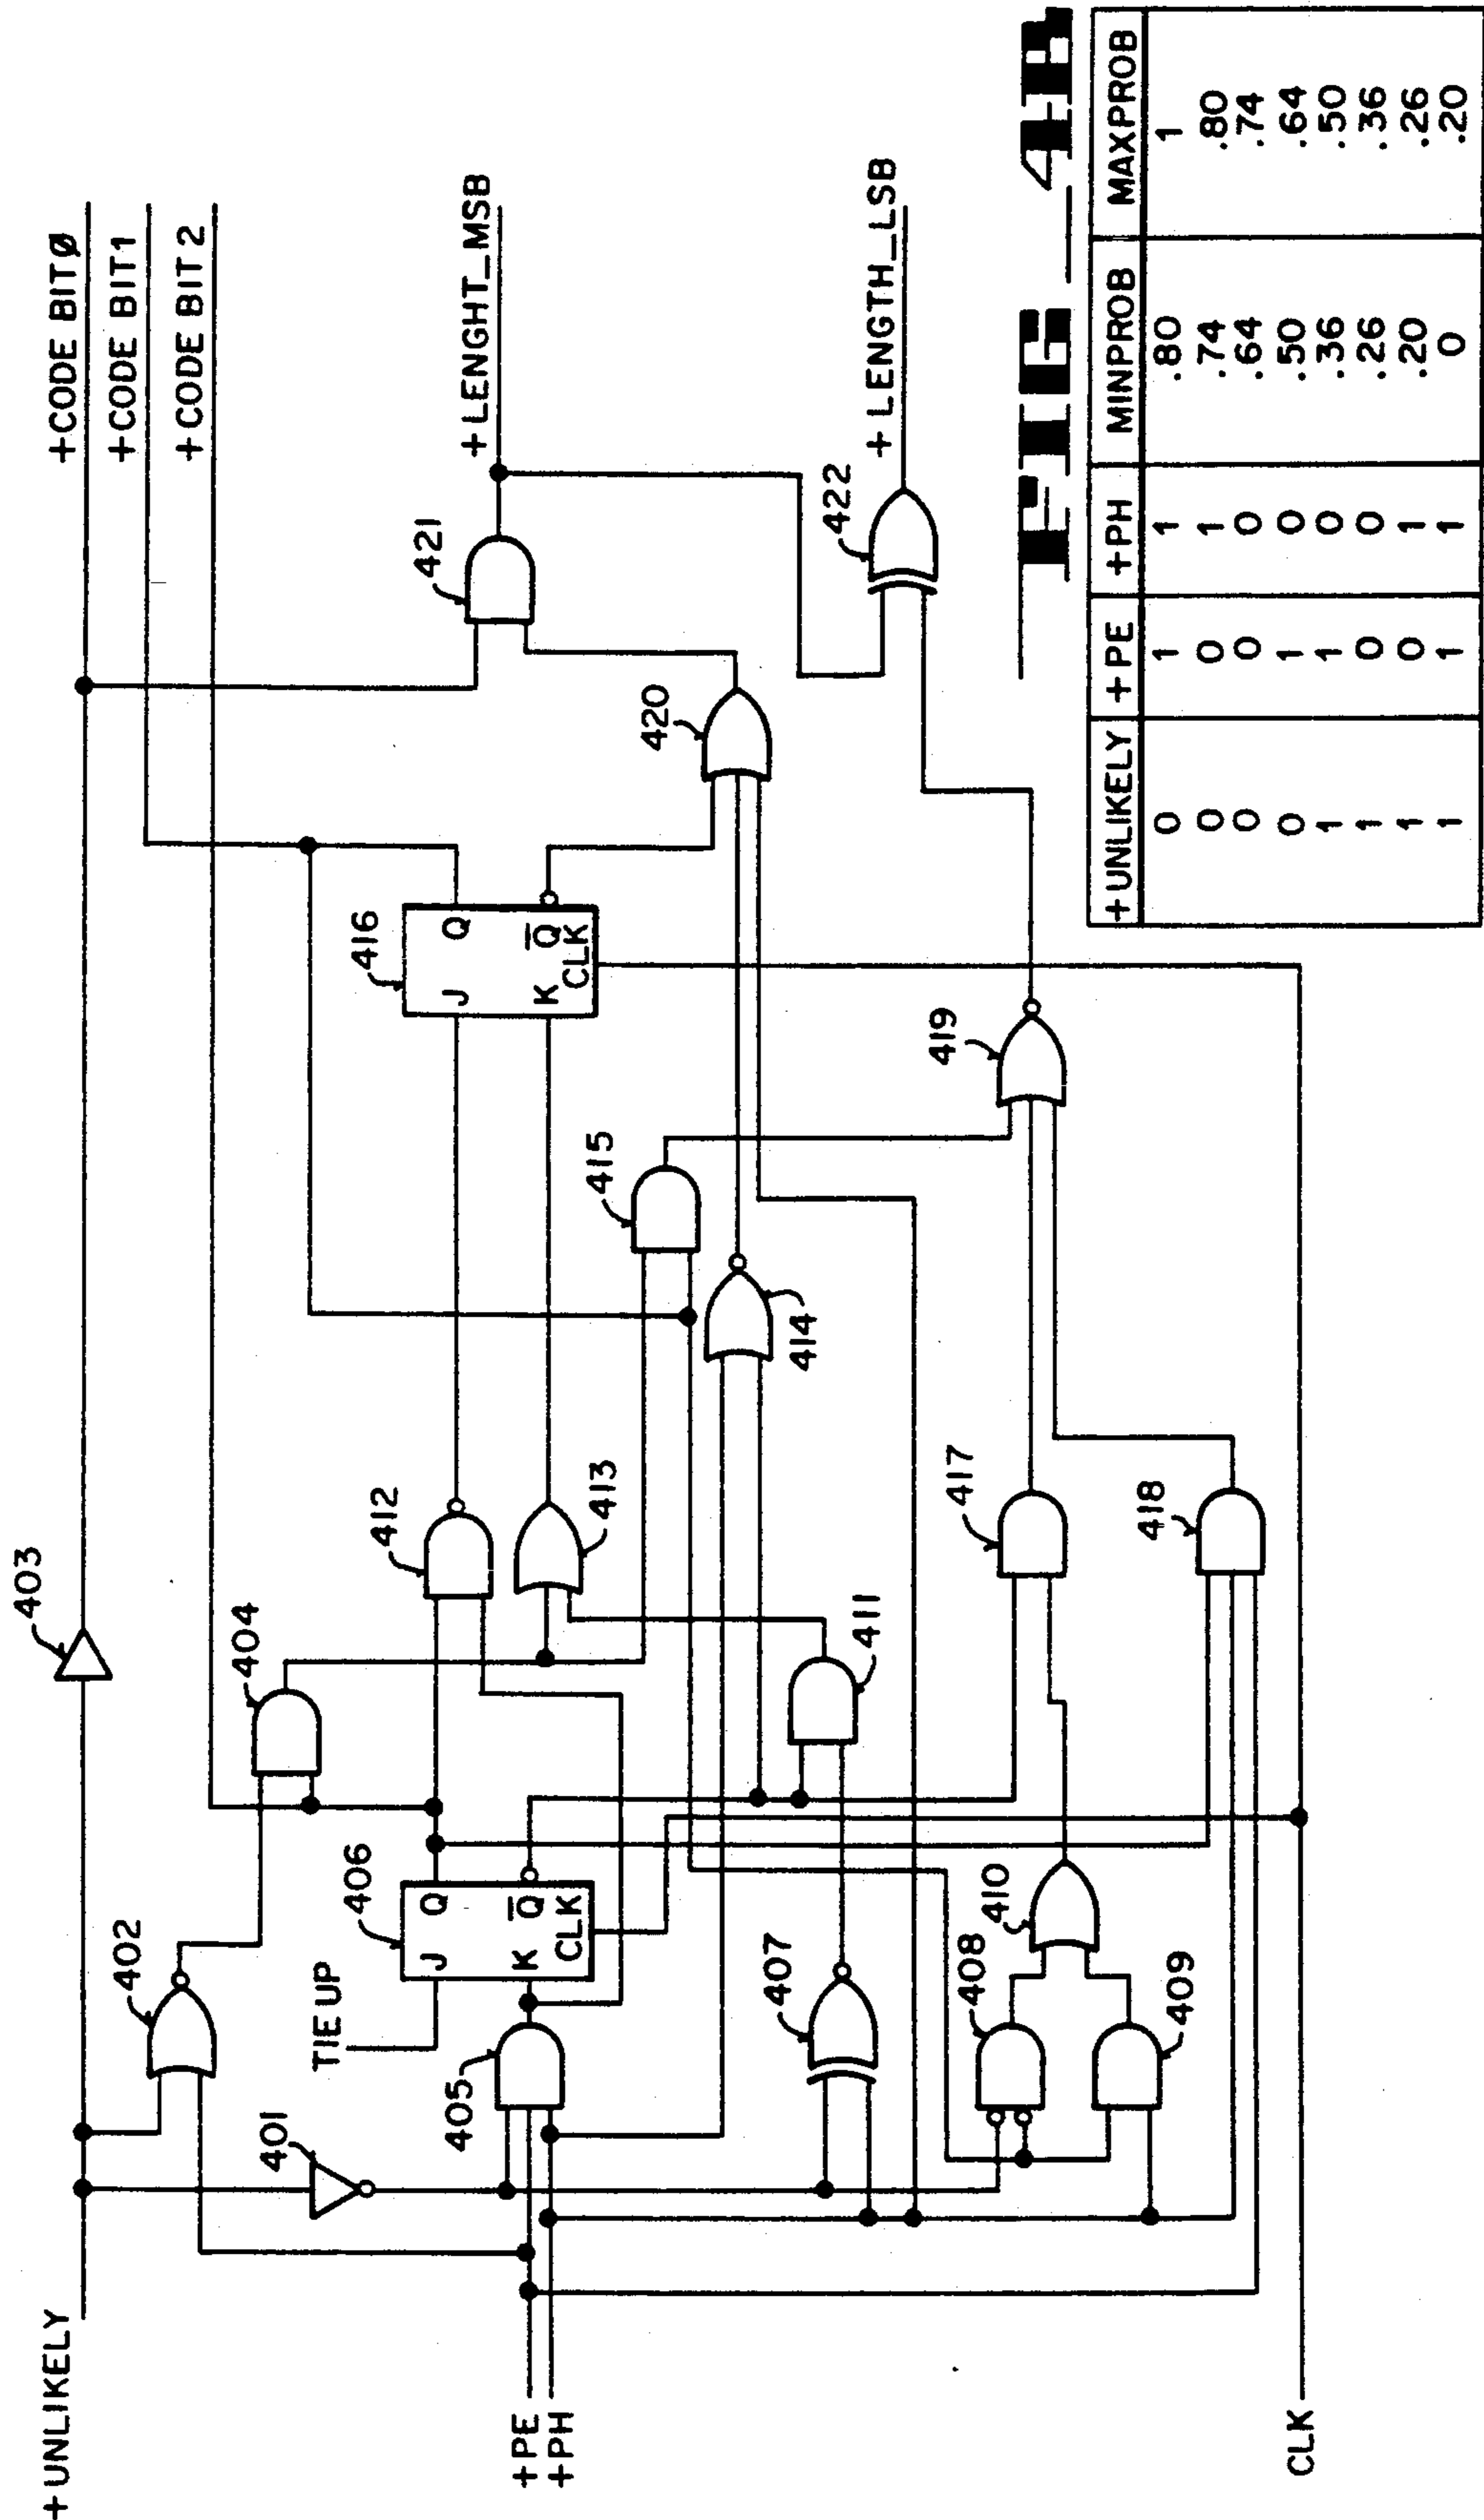 +UNLIKELY
+PE
+PH
CLK
401
402
403
404
405
TIE UP
406
J Q
K Q
CLK
407
408
409
410
411
412
413
414
415
416
J Q
K Q
CLK
417
418
419
420
421
422
+CODE BITØ
+CODE BIT1
+CODE BIT2
+LENGHT_MSB
+LENGTH_LSB
FIG_4B
+UNLIKELY +PE +PH MINPROB MAXPROB
0 1 1 .80 1
0 0 1 .74 .80
0 0 0 .64 .74
0 1 0 .50 .64
1 1 0 .36 .50
1 0 0 .26 .36
1 0 1 .20 .26
1 1 1 0 .20